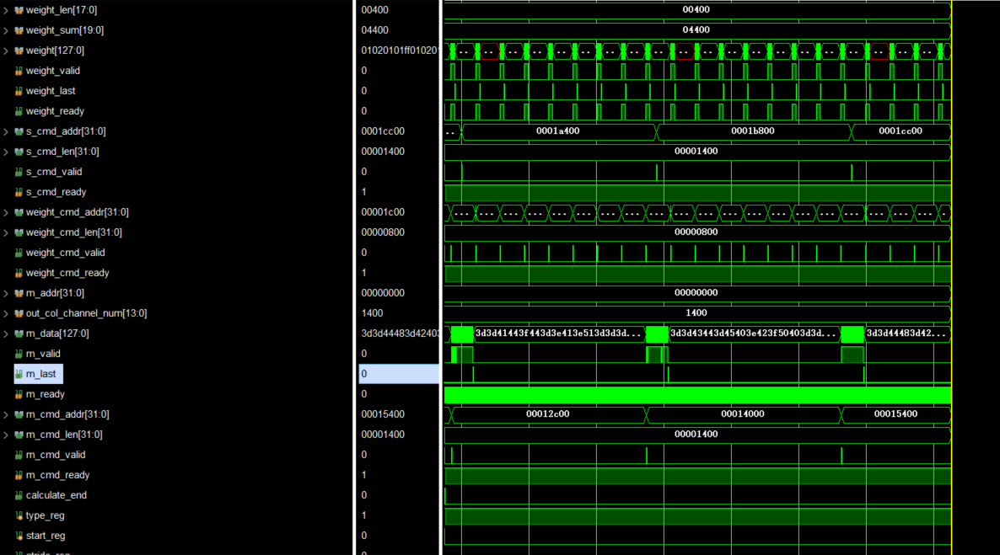 weight_len[17:0] 00400 00400
weight_sum[19:0] 04400 04400
weight[127:0] 01020101ff010201
weight_valid 0
weight_last 0
weight_ready 0
s_cmd_addr[31:0] 0001cc00 0001a400 0001b800 0001cc00
s_cmd_len[31:0] 00001400 00001400
s_cmd_valid 0
s_cmd_ready 1
weight_cmd_addr[31:0] 00001c00
weight_cmd_len[31:0] 00000800 00000800
weight_cmd_valid 0
weight_cmd_ready 1
m_addr[31:0] 00000000 00000000
out_col_channel_num[13:0] 1400 1400
m_data[127:0] 3d3d44483d42403 3d3d41443f443d3e413e513d3d3d... 3d3d43443d45403e423f50403d3d... 3d3d44483d42...
m_valid 0
m_last 0
m_ready 0
m_cmd_addr[31:0] 00015400 00012c00 00014000 00015400
m_cmd_len[31:0] 00001400 00001400
m_cmd_valid 0
m_cmd_ready 1
calculate_end 0
type_reg 1
start_reg 0